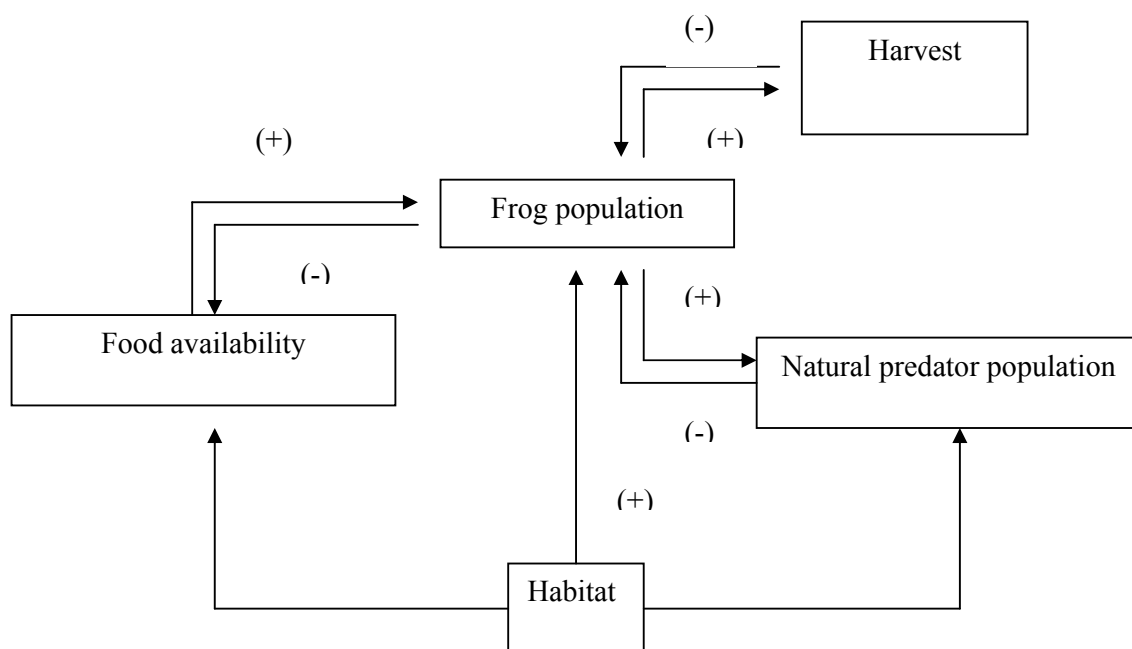 (-)
Harvest
(+)
(+)
Frog population
(-)
(+)
Food availability
Natural predator population
(-)
(+)
Habitat